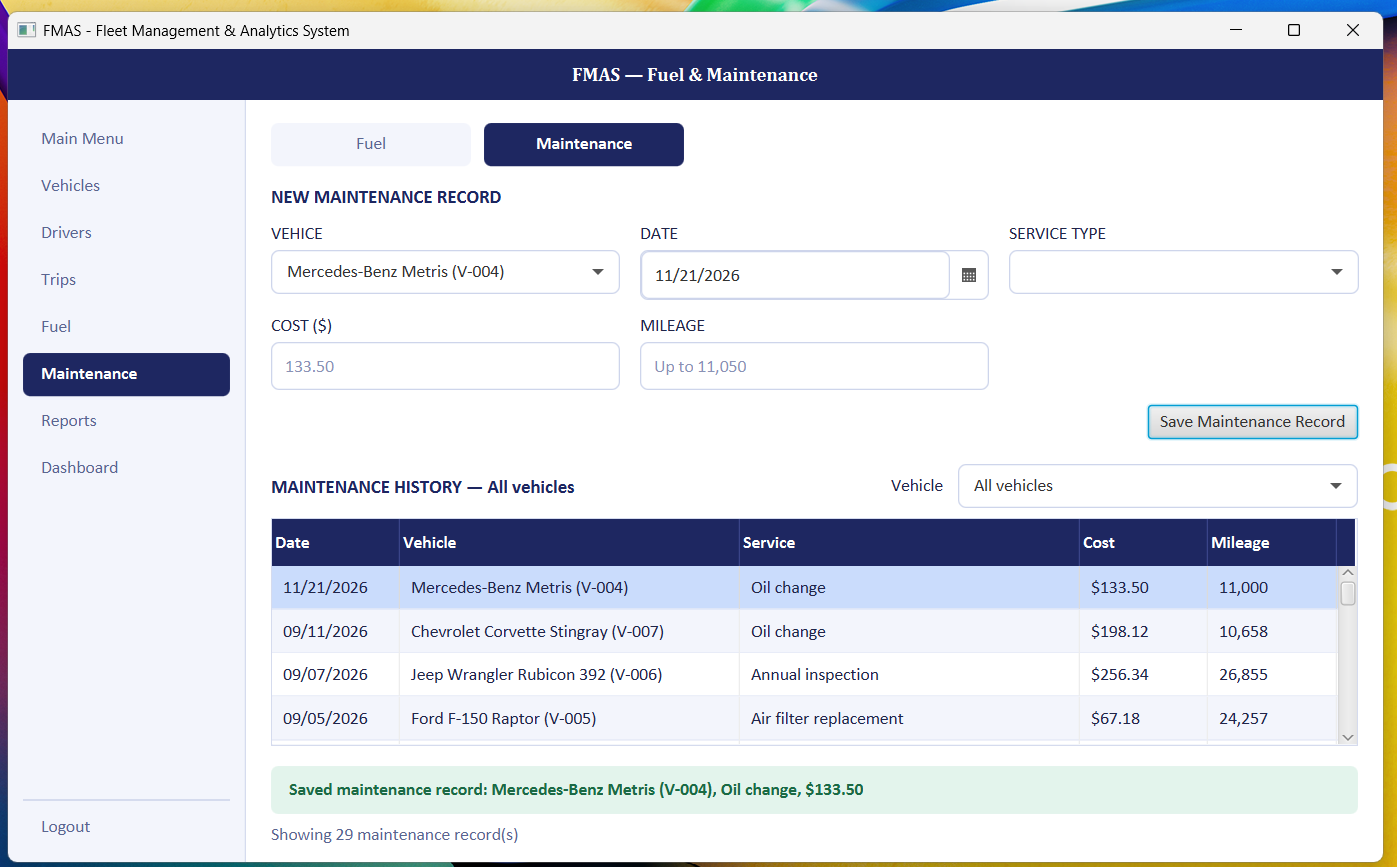 FMAS - Fleet Management & Analytics System
FMAS — Fuel & Maintenance
Main Menu
Vehicles
Drivers
Trips
Fuel
Maintenance
Reports
Dashboard
Logout
Fuel Maintenance
NEW MAINTENANCE RECORD
VEHICE DATE SERVICE TYPE
Mercedes-Benz Metris (V-004) 11/21/2026
COST ($) MILEAGE
133.50 Up to 11,050
Save Maintenance Record
MAINTENANCE HISTORY — All vehicles Vehicle All vehicles
Date Vehicle Service Cost Mileage
11/21/2026 Mercedes-Benz Metris (V-004) Oil change $133.50 11,000
09/11/2026 Chevrolet Corvette Stingray (V-007) Oil change $198.12 10,658
09/07/2026 Jeep Wrangler Rubicon 392 (V-006) Annual inspection $256.34 26,855
09/05/2026 Ford F-150 Raptor (V-005) Air filter replacement $67.18 24,257
Saved maintenance record: Mercedes-Benz Metris (V-004), Oil change, $133.50
Showing 29 maintenance record(s)